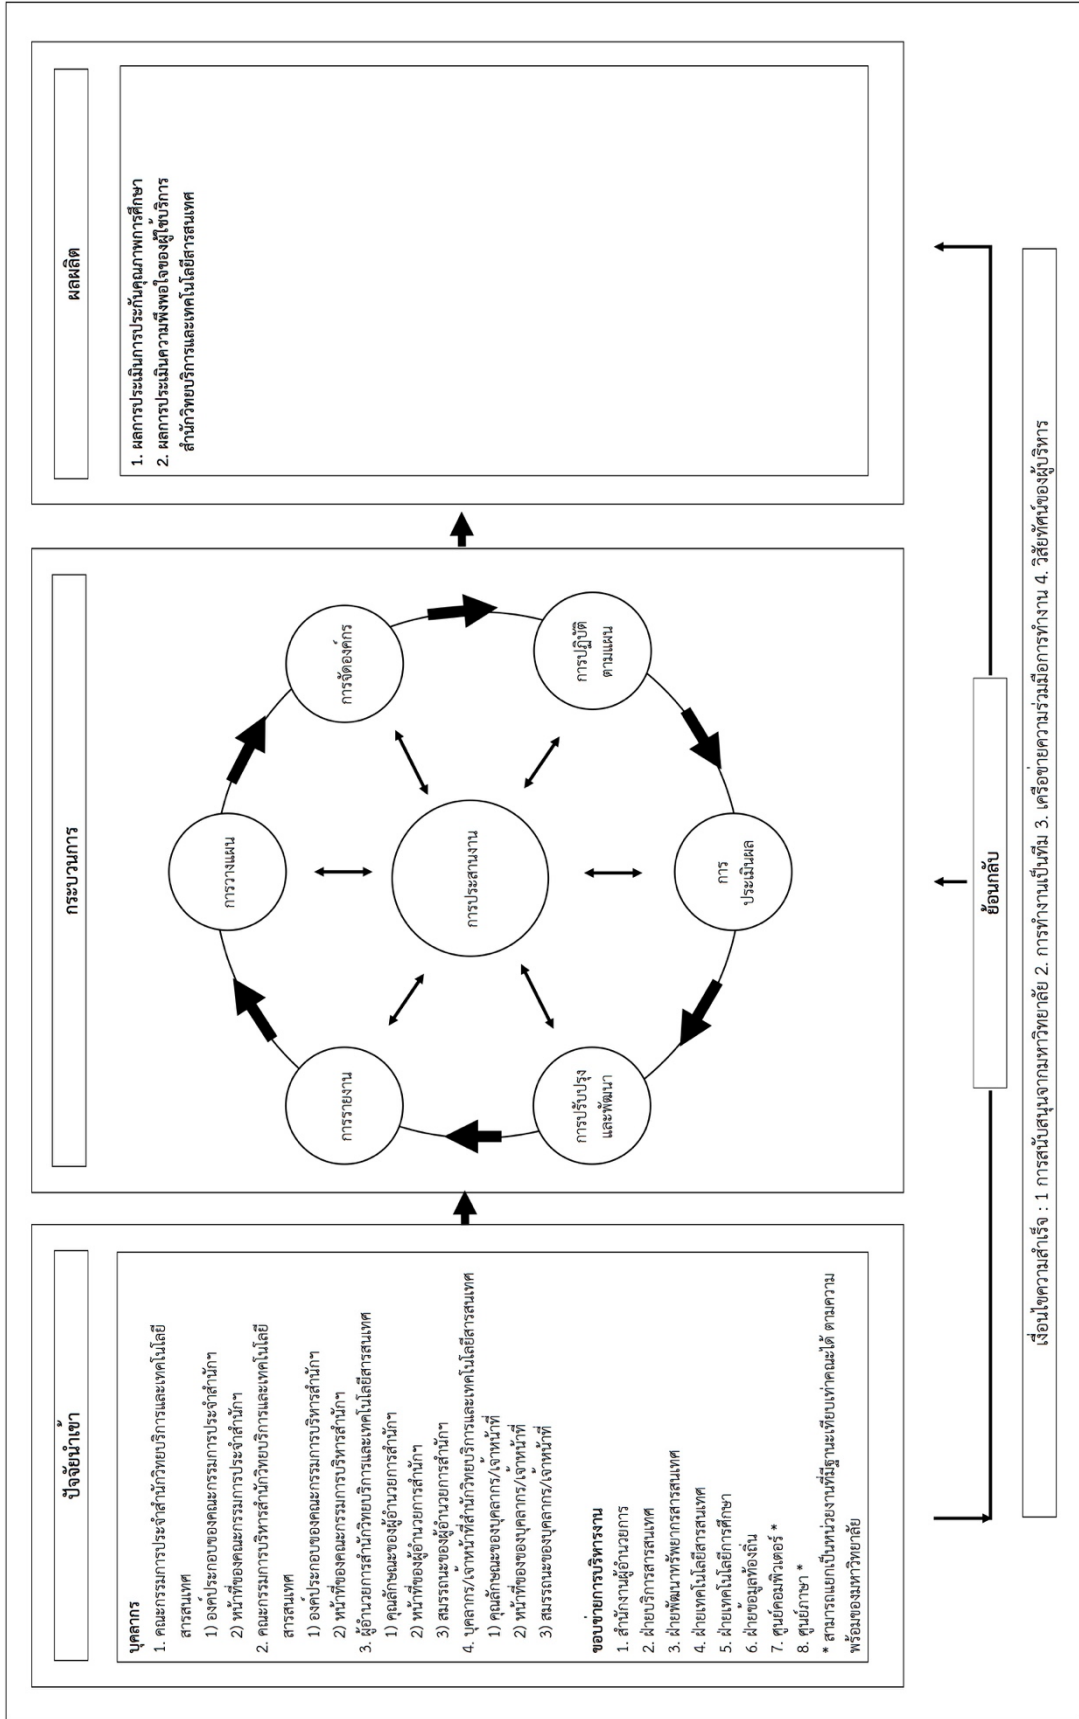 ปัจจัยนำเข้า
บุคลากร
1. คณะกรรมการประจำสำนักวิทยบริการและเทคโนโลยี
สารสนเทศ
1) องค์ประกอบของคณะกรรมการประจำสำนักฯ
2) หน้าที่ของคณะกรรมการประจำสำนักฯ
2. คณะกรรมการบริหารสำนักวิทยบริการและเทคโนโลยี
สารสนเทศ
1) องค์ประกอบของคณะกรรมการบริหารสำนักฯ
2) หน้าที่ของคณะกรรมการบริหารสำนักฯ
3. ผู้อำนวยการสำนักวิทยบริการและเทคโนโลยีสารสนเทศ
1) คุณลักษณะของผู้อำนวยการสำนักฯ
2) หน้าที่ของผู้อำนวยการสำนักฯ
3) สมรรถนะของผู้อำนวยการสำนักฯ
4. บุคลากร/เจ้าหน้าที่สำนักวิทยบริการและเทคโนโลยีสารสนเทศ
1) คุณลักษณะของบุคลากร/เจ้าหน้าที่
2) หน้าที่ของของบุคลากร/เจ้าหน้าที่
3) สมรรถนะของบุคลากร/เจ้าหน้าที่
ขอบข่ายการบริหารงาน
1. สำนักงานผู้อำนวยการ
2. ฝ่ายบริการสารสนเทศ
3. ฝ่ายพัฒนาทรัพยากรสารสนเทศ
4. ฝ่ายเทคโนโลยีสารสนเทศ
5. ฝ่ายเทคโนโลยีการศึกษา
6. ฝ่ายข้อมูลท้องถิ่น
7. ศูนย์คอมพิวเตอร์ *
8. ศูนย์ภาษา *
* สามารถแยกเป็นหน่วยงานที่มีฐานะเทียบเท่าคณะได้ ตามความ
พร้อมของมหาวิทยาลัย
กระบวนการ
การวางแผน
การจัดองค์กร
การปฏิบัติ
ตามแผน
การ
ประเมินผล
การปรับปรุง
และพัฒนา
การรายงาน
การประสานงาน
ผลผลิต
1. ผลการประเมินการประกันคุณภาพการศึกษา
2. ผลการประเมินความพึงพอใจของผู้ใช้บริการ
สำนักวิทยบริการและเทคโนโลยีสารสนเทศ
ย้อนกลับ
เงื่อนไขความสำเร็จ : 1 การสนับสนุนจากมหาวิทยาลัย 2. การทำงานเป็นทีม 3. เครือข่ายความร่วมมือการทำงาน 4. วิสัยทัศน์ของผู้บริหาร